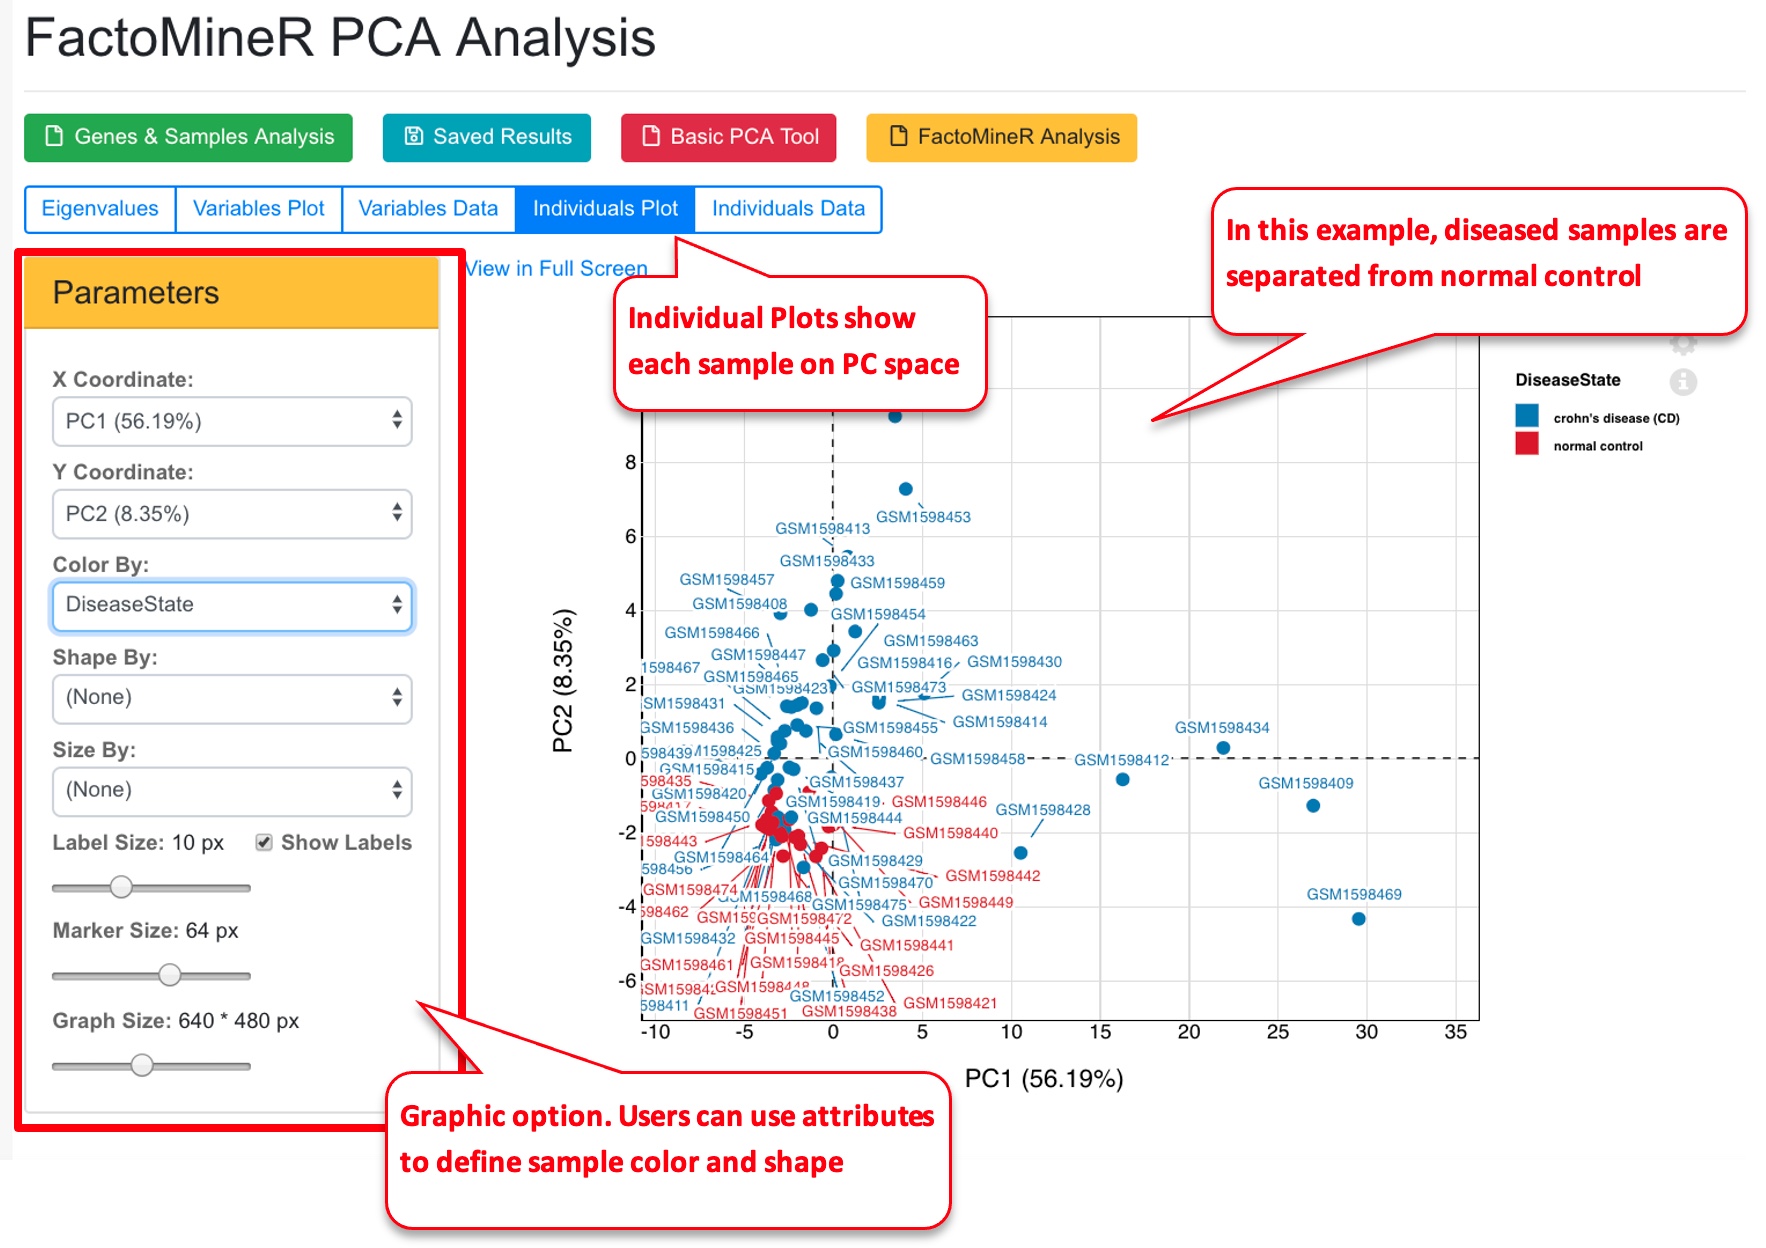 FactoMineR PCA Analysis
Genes & Samples Analysis
Saved Results
Basic PCA Tool
FactoMineR Analysis
Eigenvalues
Variables Plot
Variables Data
Individuals Plot
Individuals Data
View in Full Screen
In this example, diseased samples are
separated from normal control
Individual Plots show
each sample on PC space
Parameters
X Coordinate:
PC1 (56.19%)
Y Coordinate:
PC2 (8.35%)
Color By:
DiseaseState
Shape By:
(None)
Size By:
(None)
Label Size: 10 px
Show Labels
Marker Size: 64 px
Graph Size: 640 * 480 px
Graphic option. Users can use attributes
to define sample color and shape
DiseaseState
crohn's disease (CD)
normal control
PC2 (8.35%)
8
6
4
2
0
-2
-4
-6
GSM1598453
GSM1598413
GSM1598433
GSM1598457
GSM1598459
GSM1598408
GSM1598454
GSM1598466
GSM1598463
GSM1598447
GSM1598416
GSM1598430
1598467
GSM1598465
GSM1598423
GSM1598473
GSM1598424
SM1598431
GSM1598414
GSM1598436
GSM1598455
GSM1598434
598439
M1598425
GSM1598460
GSM1598458
GSM1598412
GSM1598415
598435
GSM1598437
GSM1598409
GSM1598420
GSM1598419
GSM1598446
GSM1598428
GSM1598450
GSM1598444
GSM1598440
1598443
GSM1598464
GSM1598429
598456
GSM1598442
GSM1598470
GSM1598474
GSM1598469
GSM1598468
GSM1598475
GSM1598449
598462
GSM159
GSM1598472
GSM1598422
GSM1598432
GSM1598445
GSM1598441
GSM1598461
GSM1598418
GSM1598426
GSM1598448
GSM1598452
598411
GSM1598451
GSM1598438
GSM1598421
-10
-5
0
5
10
15
20
25
30
35
PC1 (56.19%)